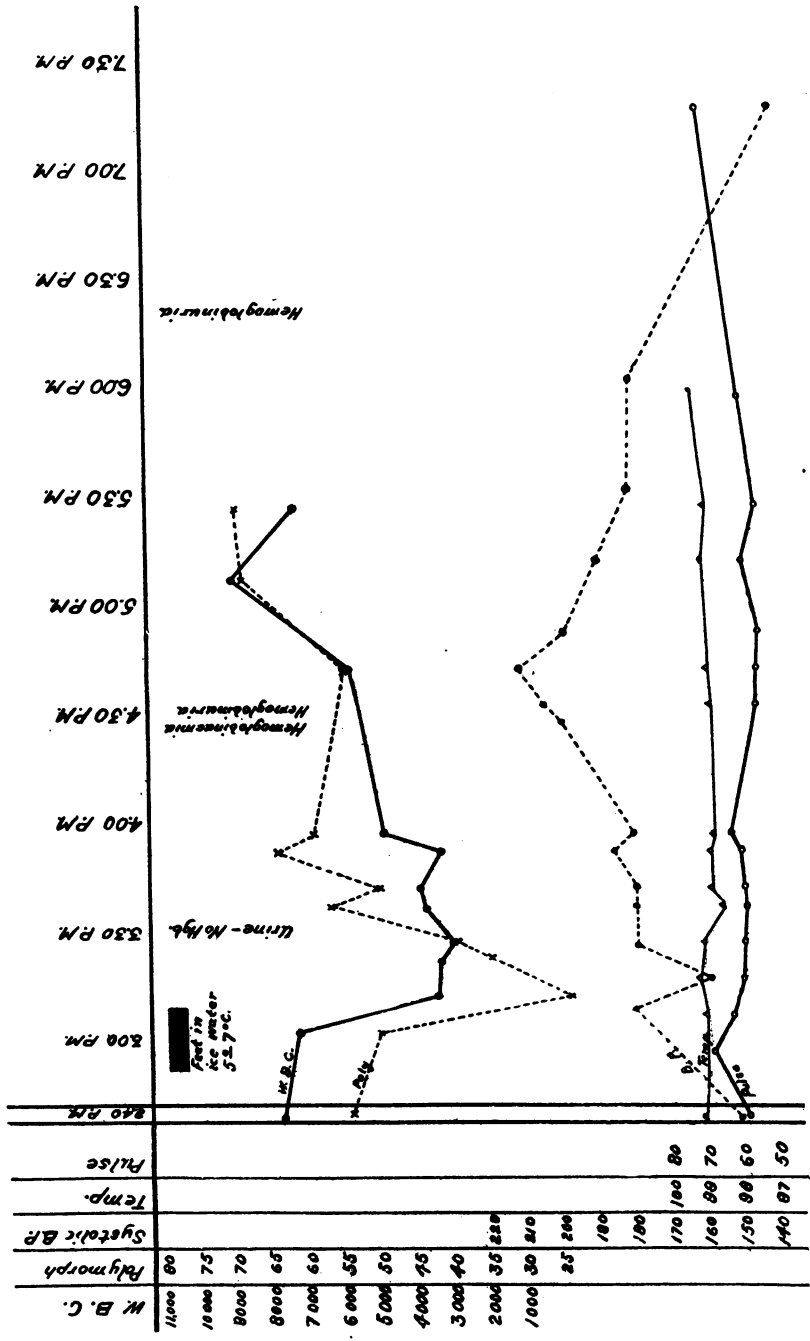 W. B. C.
Polymorph
Systolic B.P.
Temp.
Pulse
2.40 P.M.
3.00 P.M.
3.30 P.M.
4.00 P.M.
4.30 P.M.
5.00 P.M.
5.30 P.M.
6.00 P.M.
6.30 P.M.
7.00 P.M.
7.30 P.M.
11,000 80
10000 75
9000 70
8000 65
7000 60
6000 55
5000 50
4000 45
3000 40
2000 35 220
1000 30 210
25 200
190
180
170 100 80
160 99 70
150 98 60
140 97 50
Feet in
ice water
Urine - No Hgb.
Hemoglobinaemia
Hemoglobinuria
Hemoglobinuria
W. B. C.
Poly
B. P.
Temp.
Pulse